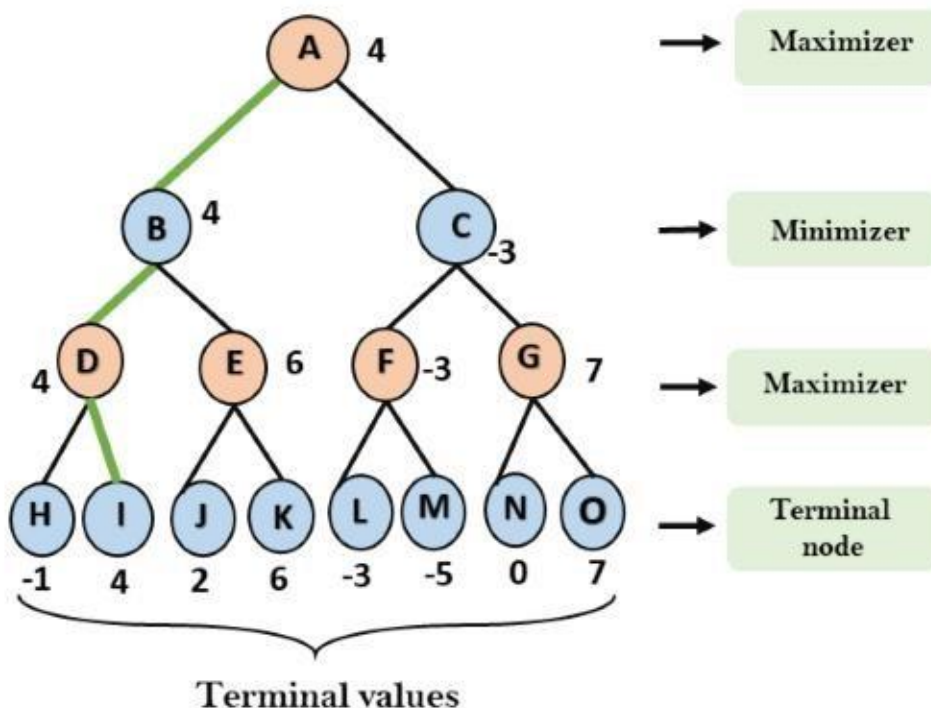 A 4 Maximizer
B 4 C -3 Minimizer
D 4 E 6 F -3 G 7 Maximizer
H I J K L M N O Terminal node
-1 4 2 6 -3 -5 0 7
Terminal values